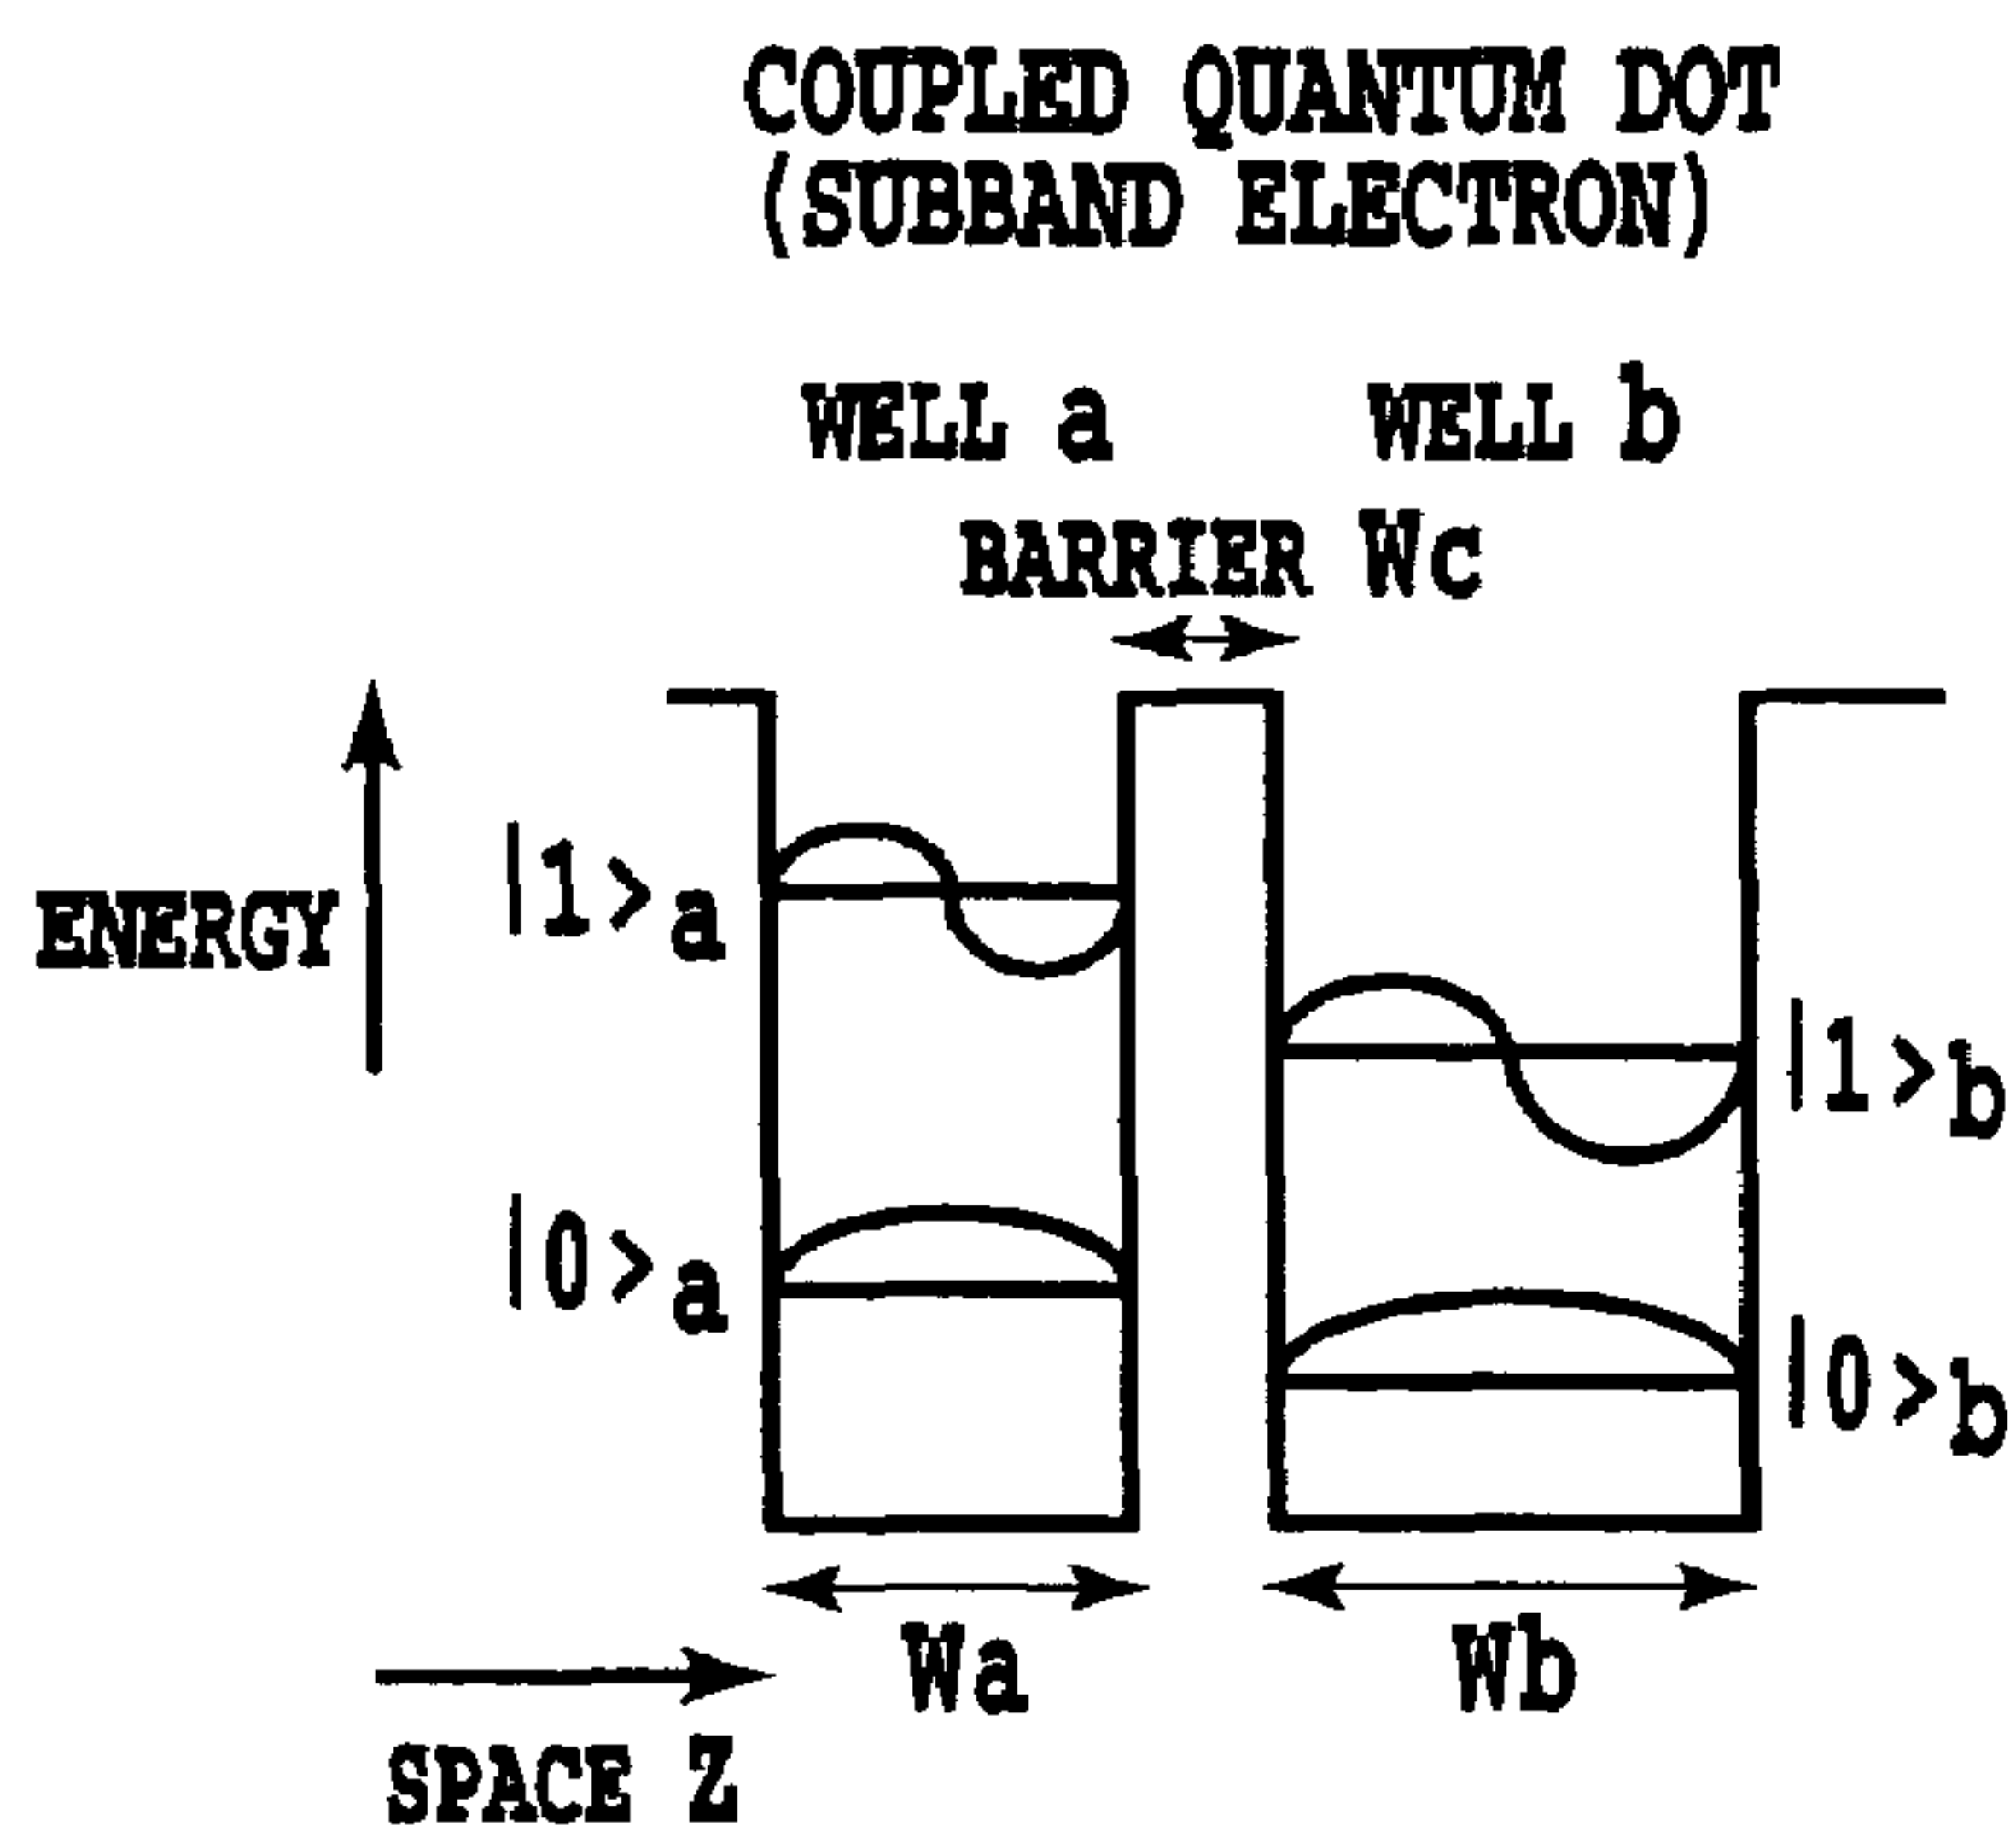 COUPLED QUANTUM DOT
(SUBBAND ELECTRON)
WELL a
WELL b
BARRIER Wc
ENERGY
|1>a
|1>b
|0>a
|0>b
Wa
Wb
SPACE Z